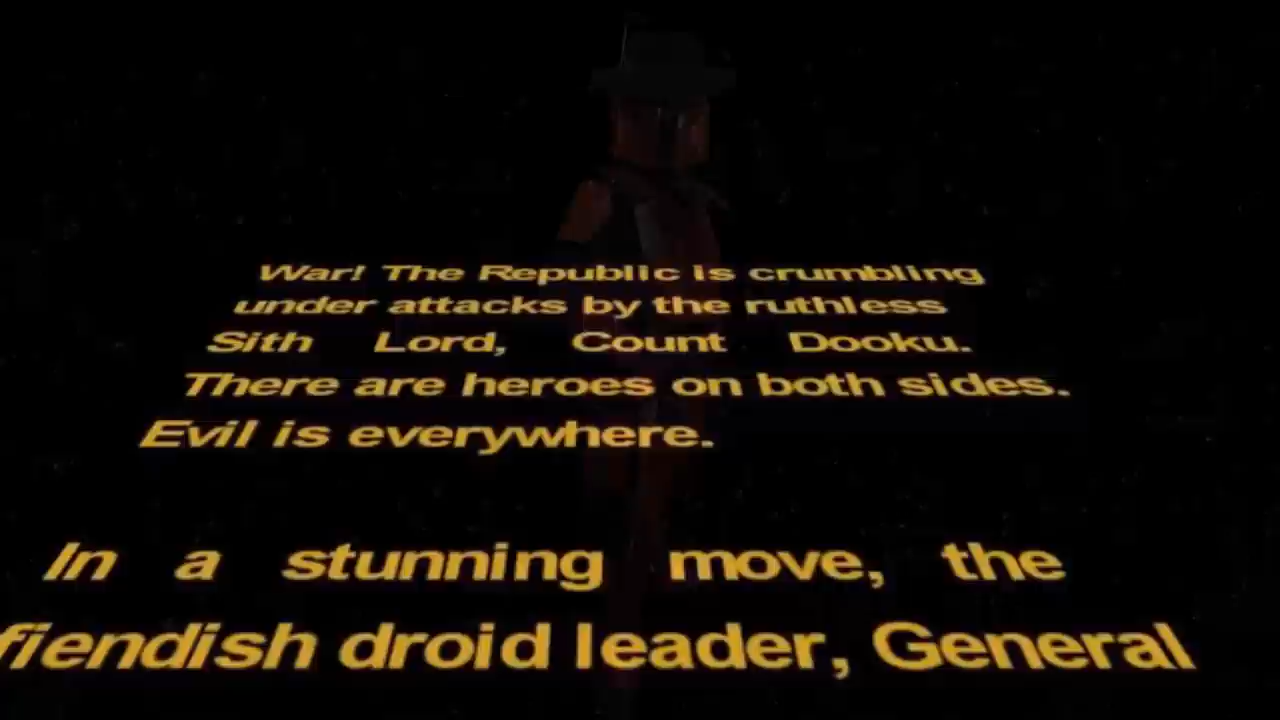 War! The Republic is crumbling
under attacks by the ruthless
Sith Lord, Count Dooku.
There are heroes on both sides.
Evil is everywhere.
In a stunning move, the
fiendish droid leader, General